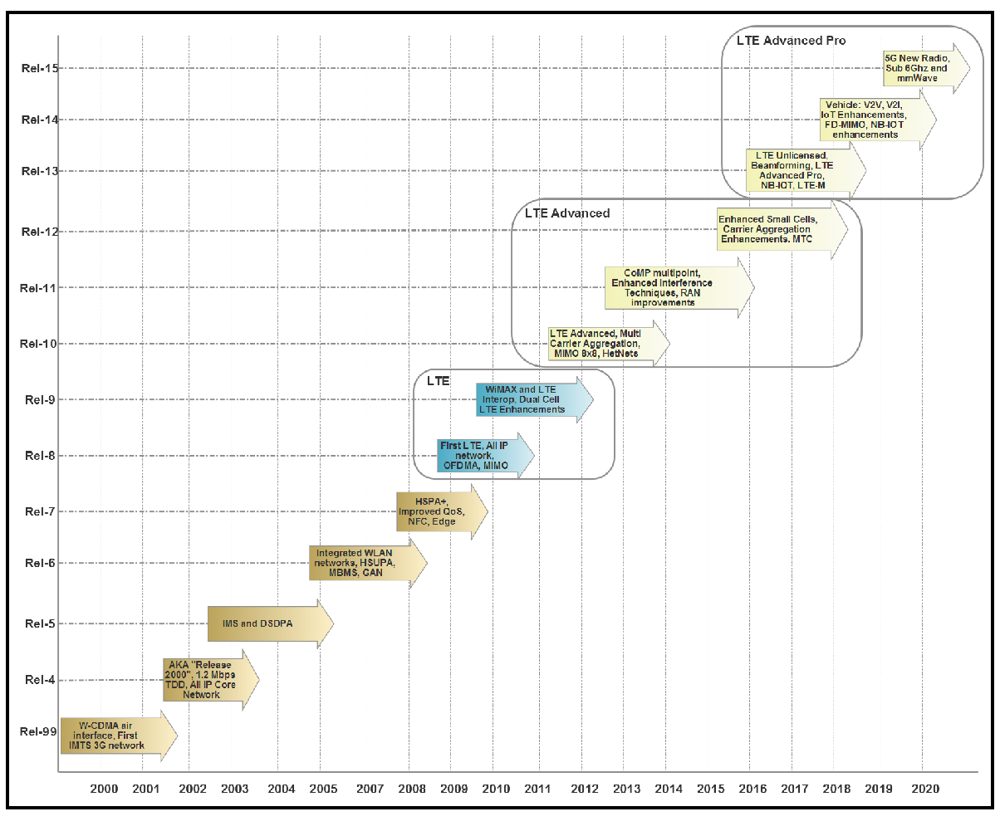 LTE Advanced Pro
Rel-15
5G New Radio,
Sub 6Ghz and
mmWave
Rel-14
Vehicle: V2V, V2I,
IoT Enhancements,
FD-MIMO, NB-IOT
enhancements
Rel-13
LTE Unlicensed,
Beamforming, LTE
Advanced Pro,
NB-IOT, LTE-M
LTE Advanced
Rel-12
Enhanced Small Cells,
Carrier Aggregation
Enhancements. MTC
Rel-11
CoMP multipoint,
Enhanced Interference
Techniques, RAN
improvements
Rel-10
LTE Advanced, Multi
Carrier Aggregation,
MIMO 8x8, HetNets
LTE
Rel-9
WiMAX and LTE
Interop, Dual Cell
LTE Enhancements
Rel-8
First LTE, All IP
network,
OFDMA, MIMO
Rel-7
HSPA+,
Improved QoS,
NFC, Edge
Rel-6
Integrated WLAN
networks, HSUPA,
MBMS, GAN
Rel-5
IMS and DSDPA
Rel-4
AKA "Release
2000", 1.2 Mbps
TDD, All IP Core
Network
Rel-99
W-CDMA air
interface, First
IMTS 3G network
2000 2001 2002 2003 2004 2005 2007 2008 2009 2010 2011 2012 2013 2014 2015 2016 2017 2018 2019 2020